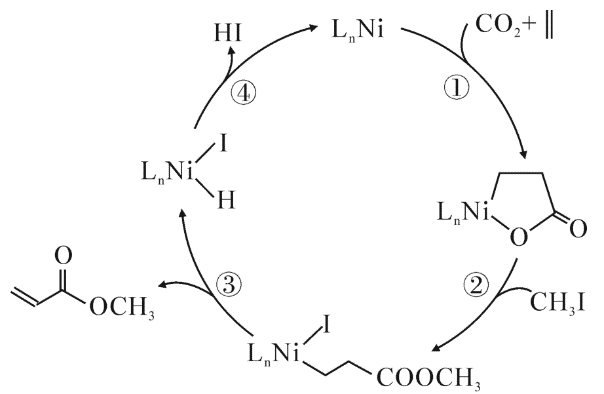 HI
LₙNi
CO₂+
①
④
I
LₙNi
H
LₙNi
O
O
②
CH₃I
③
O
OCH₃
I
LₙNi
COOCH₃